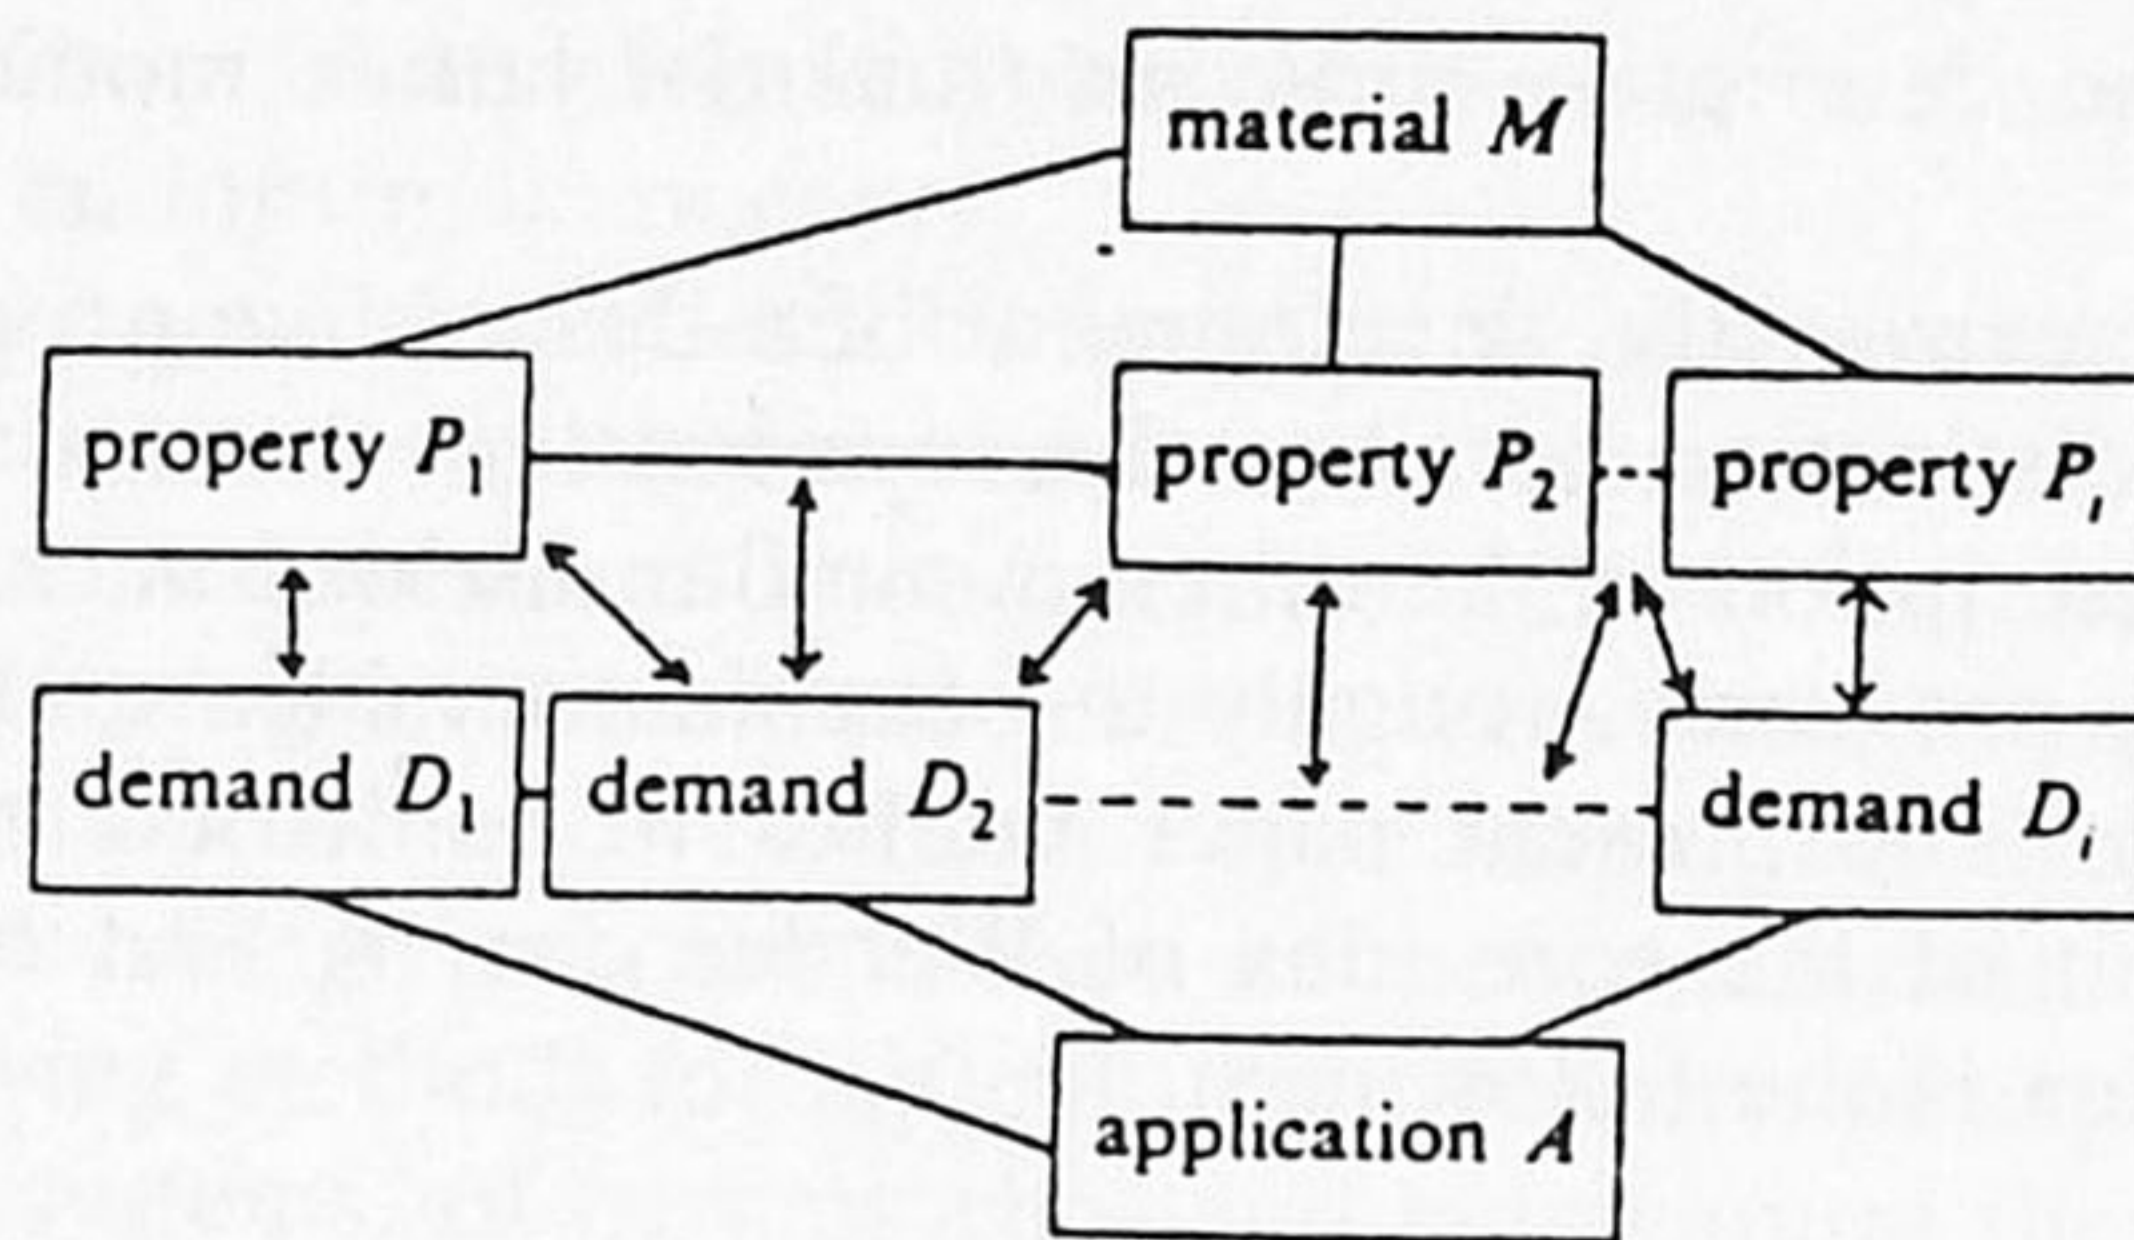 material M
property P₁
property P₂
property Pᵢ
demand D₁
demand D₂
demand Dᵢ
application A